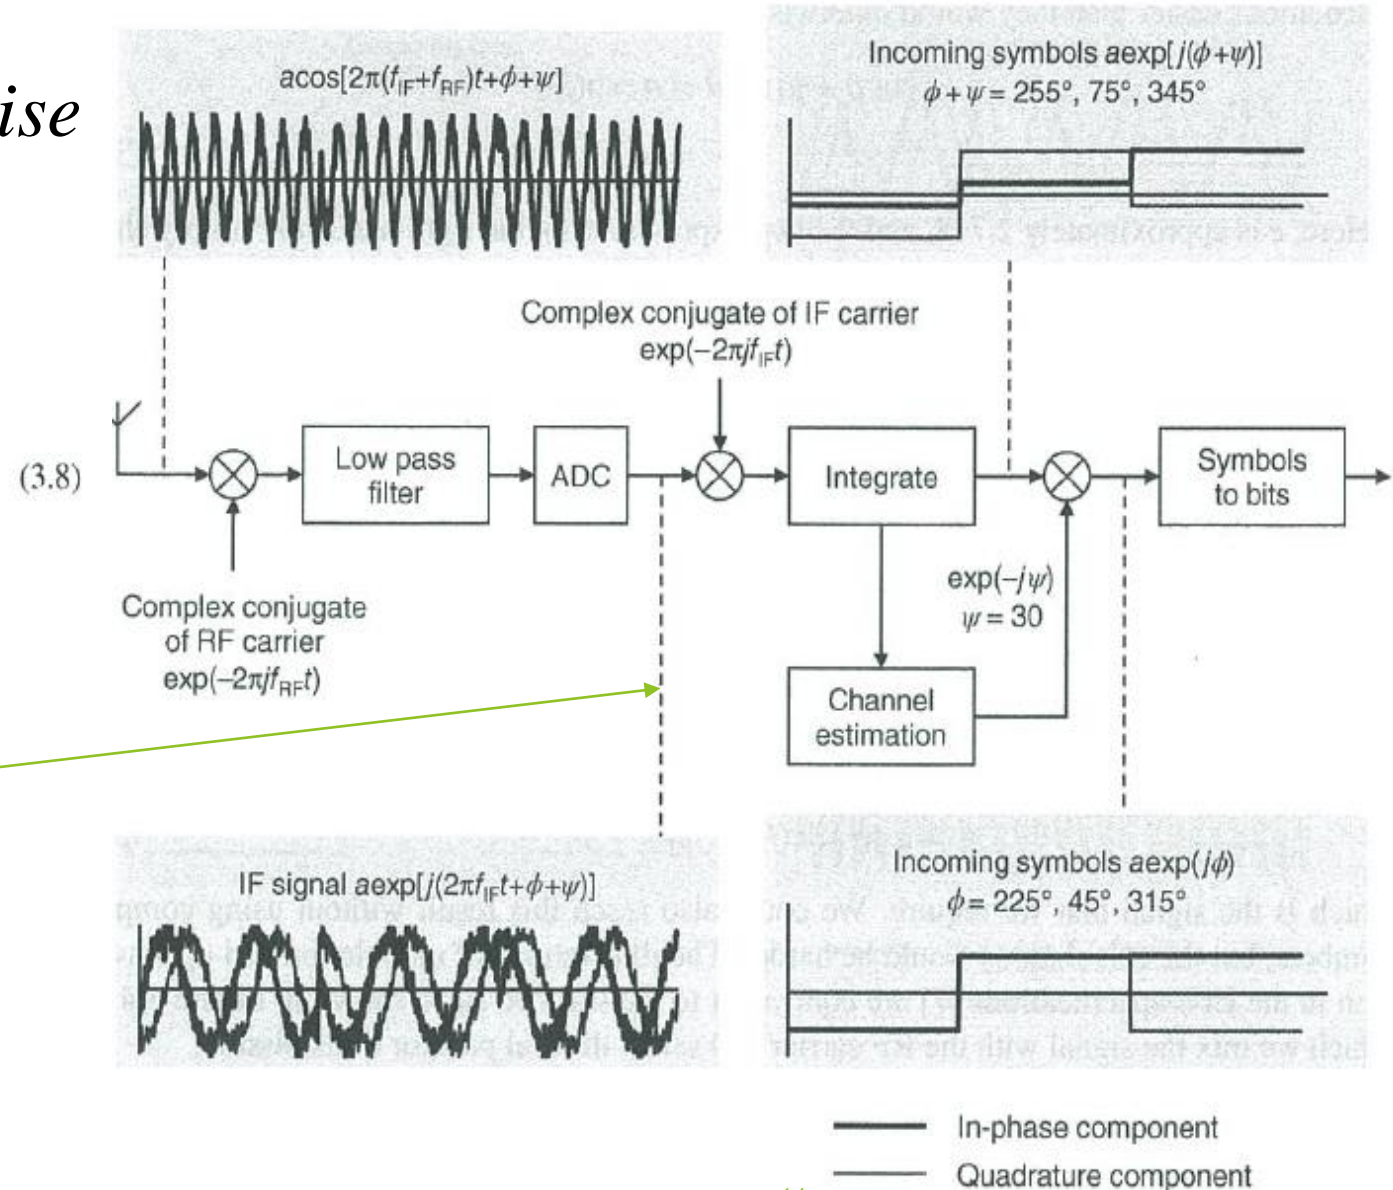 ise
acos[2π(f_IF+f_RF)t+ϕ+ψ]
Incoming symbols aexp[j(ϕ+ψ)]
ϕ+ψ = 255°, 75°, 345°
Complex conjugate of IF carrier
exp(−2πjf_IFt)
(3.8)
Low pass
filter
ADC
Integrate
Symbols
to bits
Complex conjugate
of RF carrier
exp(−2πjf_RFt)
exp(−jψ)
ψ = 30
Channel
estimation
IF signal aexp[j(2πf_IFt+ϕ+ψ)]
Incoming symbols aexp(jϕ)
ϕ = 225°, 45°, 315°
In-phase component
Quadrature component